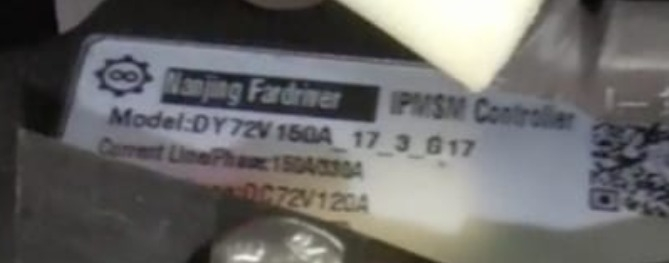 Nanjing Fardriver IPMSM Controller
Model:DY72V150A_17_3_G17
Current Line/Phase:150A/330A
DC72V120A